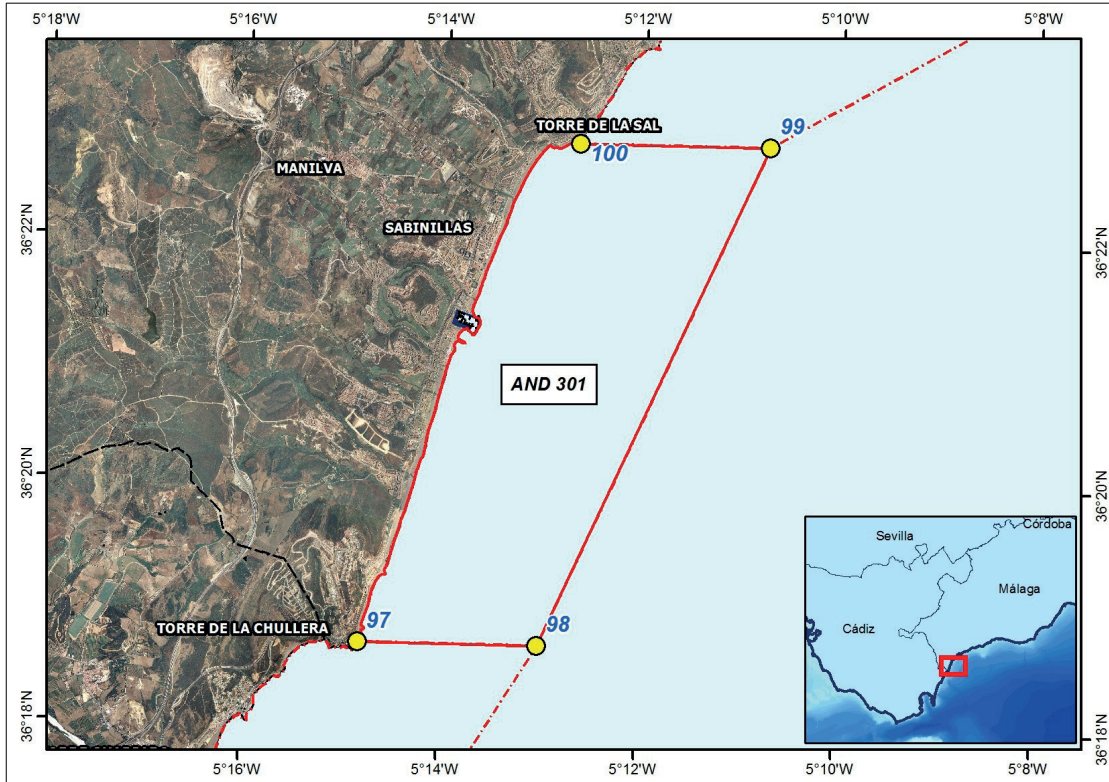 5°18'W 5°16'W 5°14'W 5°12'W 5°10'W 5°8'W
99
TORRE DE LA SAL
100
MANILVA
36°22'N
SABINILLAS
36°22'N
AND 301
36°20'N
36°20'N
Córdoba
Sevilla
Málaga
97
98
TORRE DE LA CHULLERA
Cádiz
36°18'N
36°18'N
5°16'W 5°14'W 5°12'W 5°10'W 5°8'W